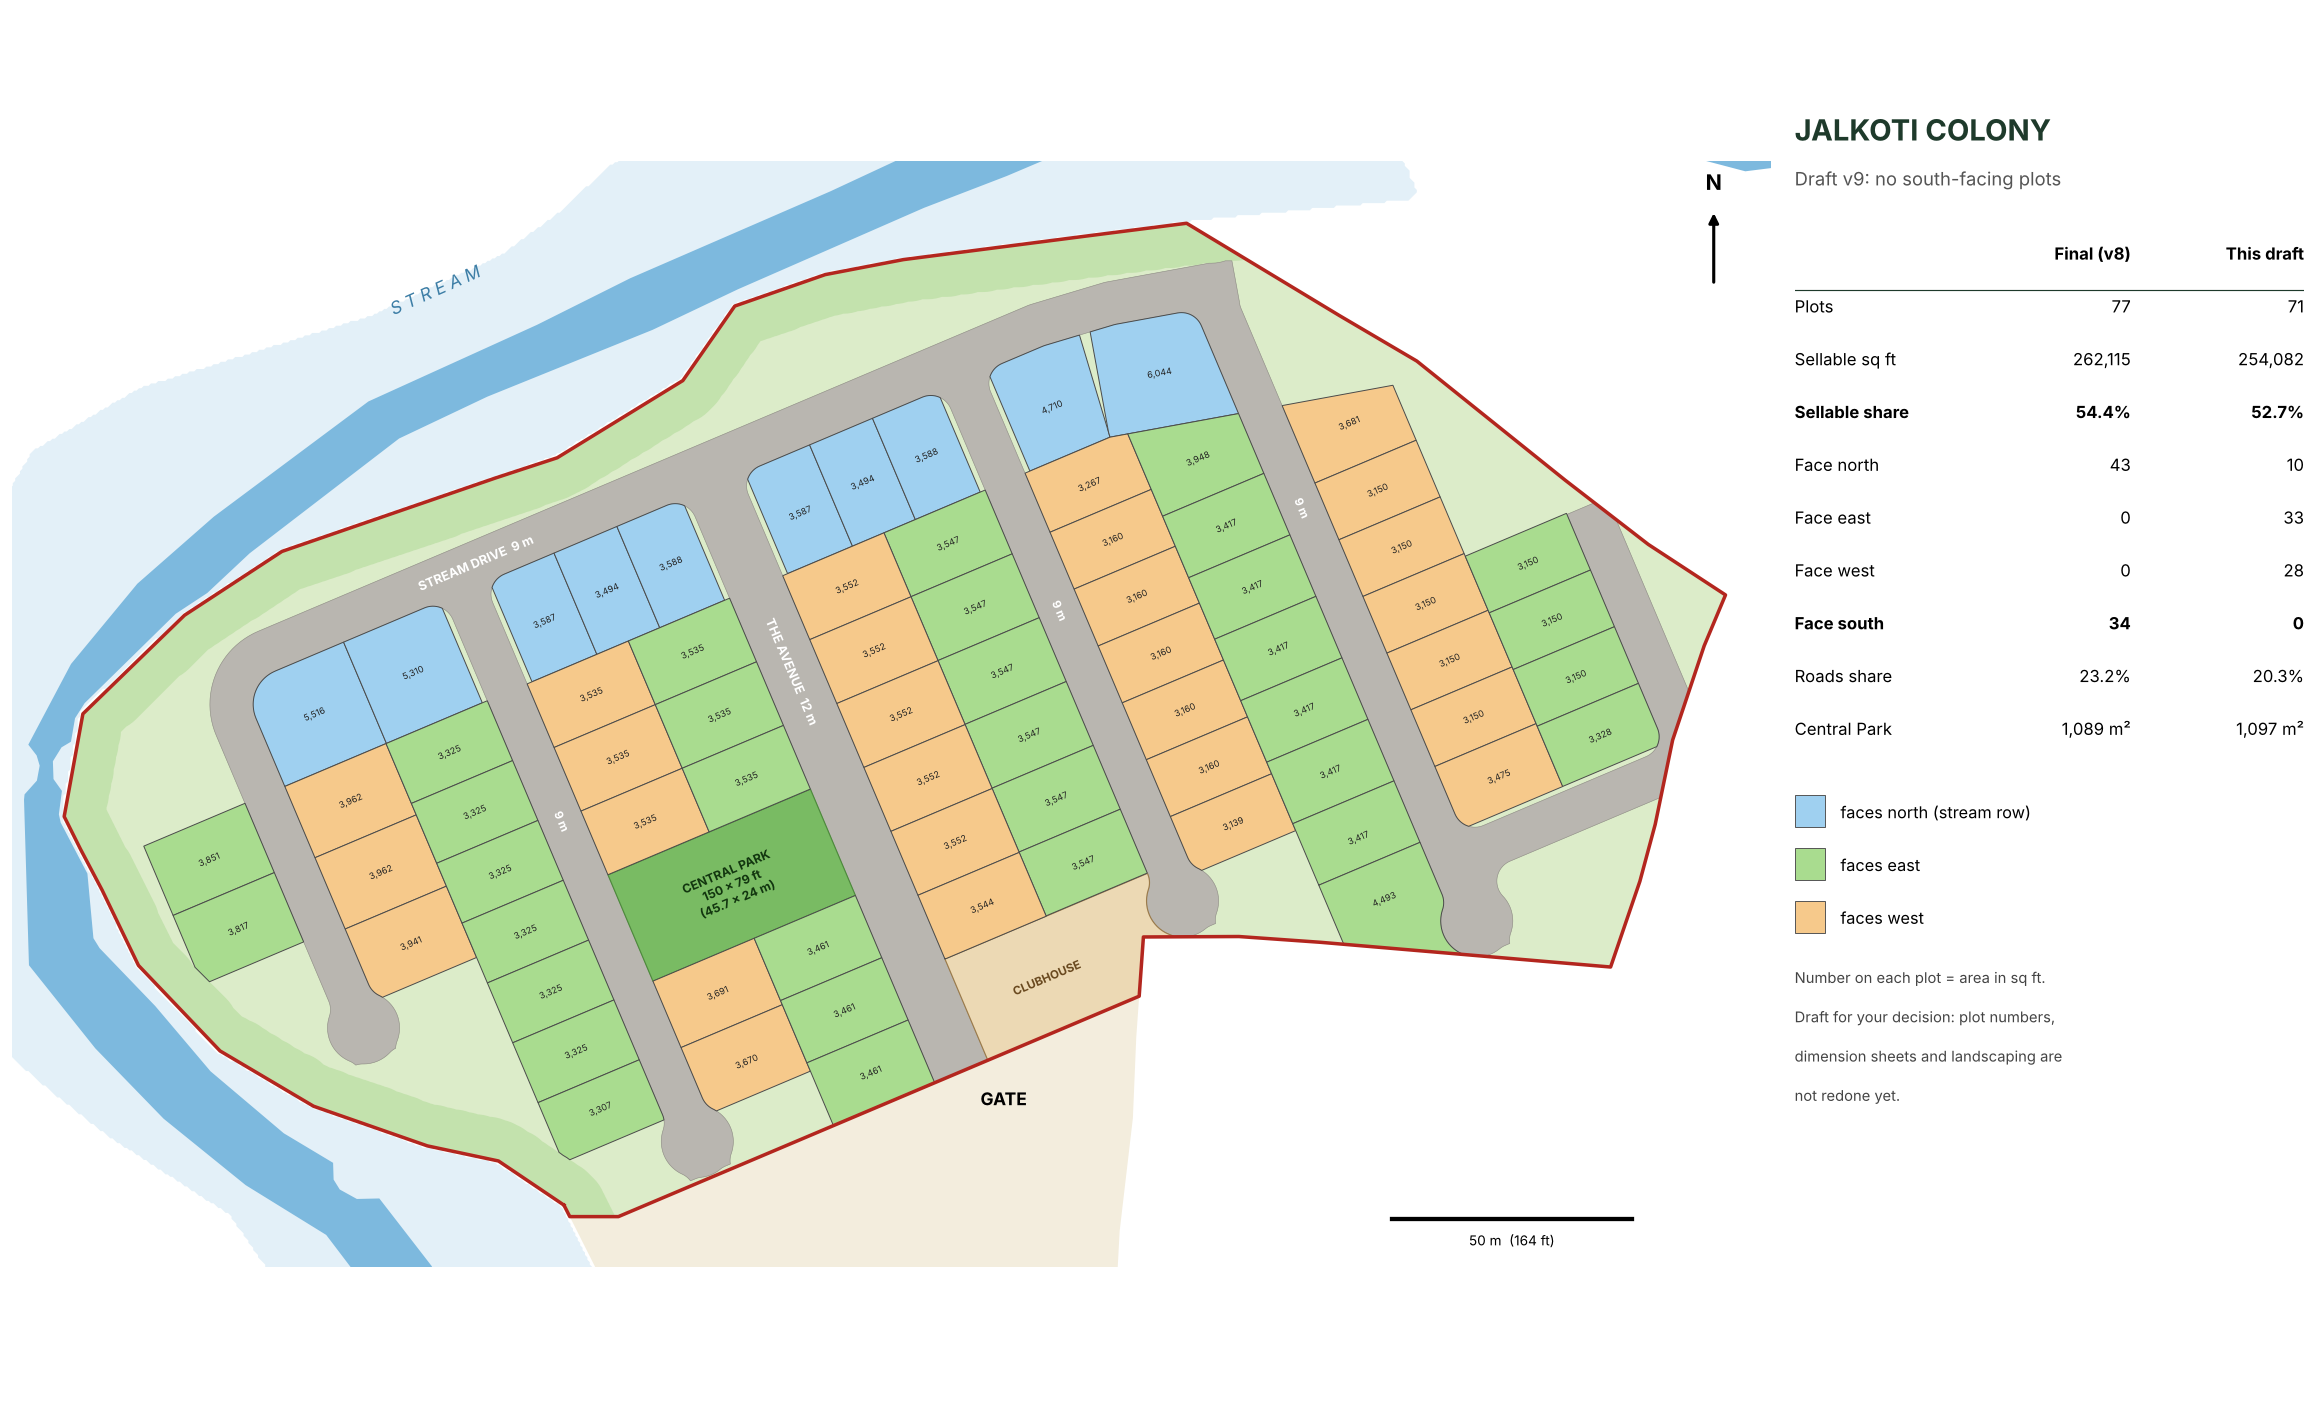 JALKOTI COLONY
Draft v9: no south-facing plots
Final (v8) This draft
Plots 77 71
Sellable sq ft 262,115 254,082
Sellable share 54.4% 52.7%
Face north 43 10
Face east 0 33
Face west 0 28
Face south 34 0
Roads share 23.2% 20.3%
Central Park 1,089 m² 1,097 m²
faces north (stream row)
faces east
faces west
Number on each plot = area in sq ft.
Draft for your decision: plot numbers,
dimension sheets and landscaping are
not redone yet.
N
STREAM
STREAM DRIVE 9 m
THE AVENUE 12 m
9 m
9 m
9 m
CENTRAL PARK
150 × 79 ft
(45.7 × 24 m)
CLUBHOUSE
GATE
50 m (164 ft)
3,851
3,817
5,516
5,310
3,962
3,962
3,941
3,325
3,325
3,325
3,325
3,325
3,325
3,307
3,587
3,494
3,588
3,535
3,535
3,535
3,535
3,535
3,535
3,691
3,670
3,461
3,461
3,461
3,587
3,494
3,588
3,552
3,552
3,552
3,552
3,552
3,544
3,547
3,547
3,547
3,547
3,547
3,547
4,710
6,044
3,267
3,160
3,160
3,160
3,160
3,160
3,139
3,948
3,417
3,417
3,417
3,417
3,417
3,417
4,493
3,681
3,150
3,150
3,150
3,150
3,150
3,475
3,150
3,150
3,150
3,328